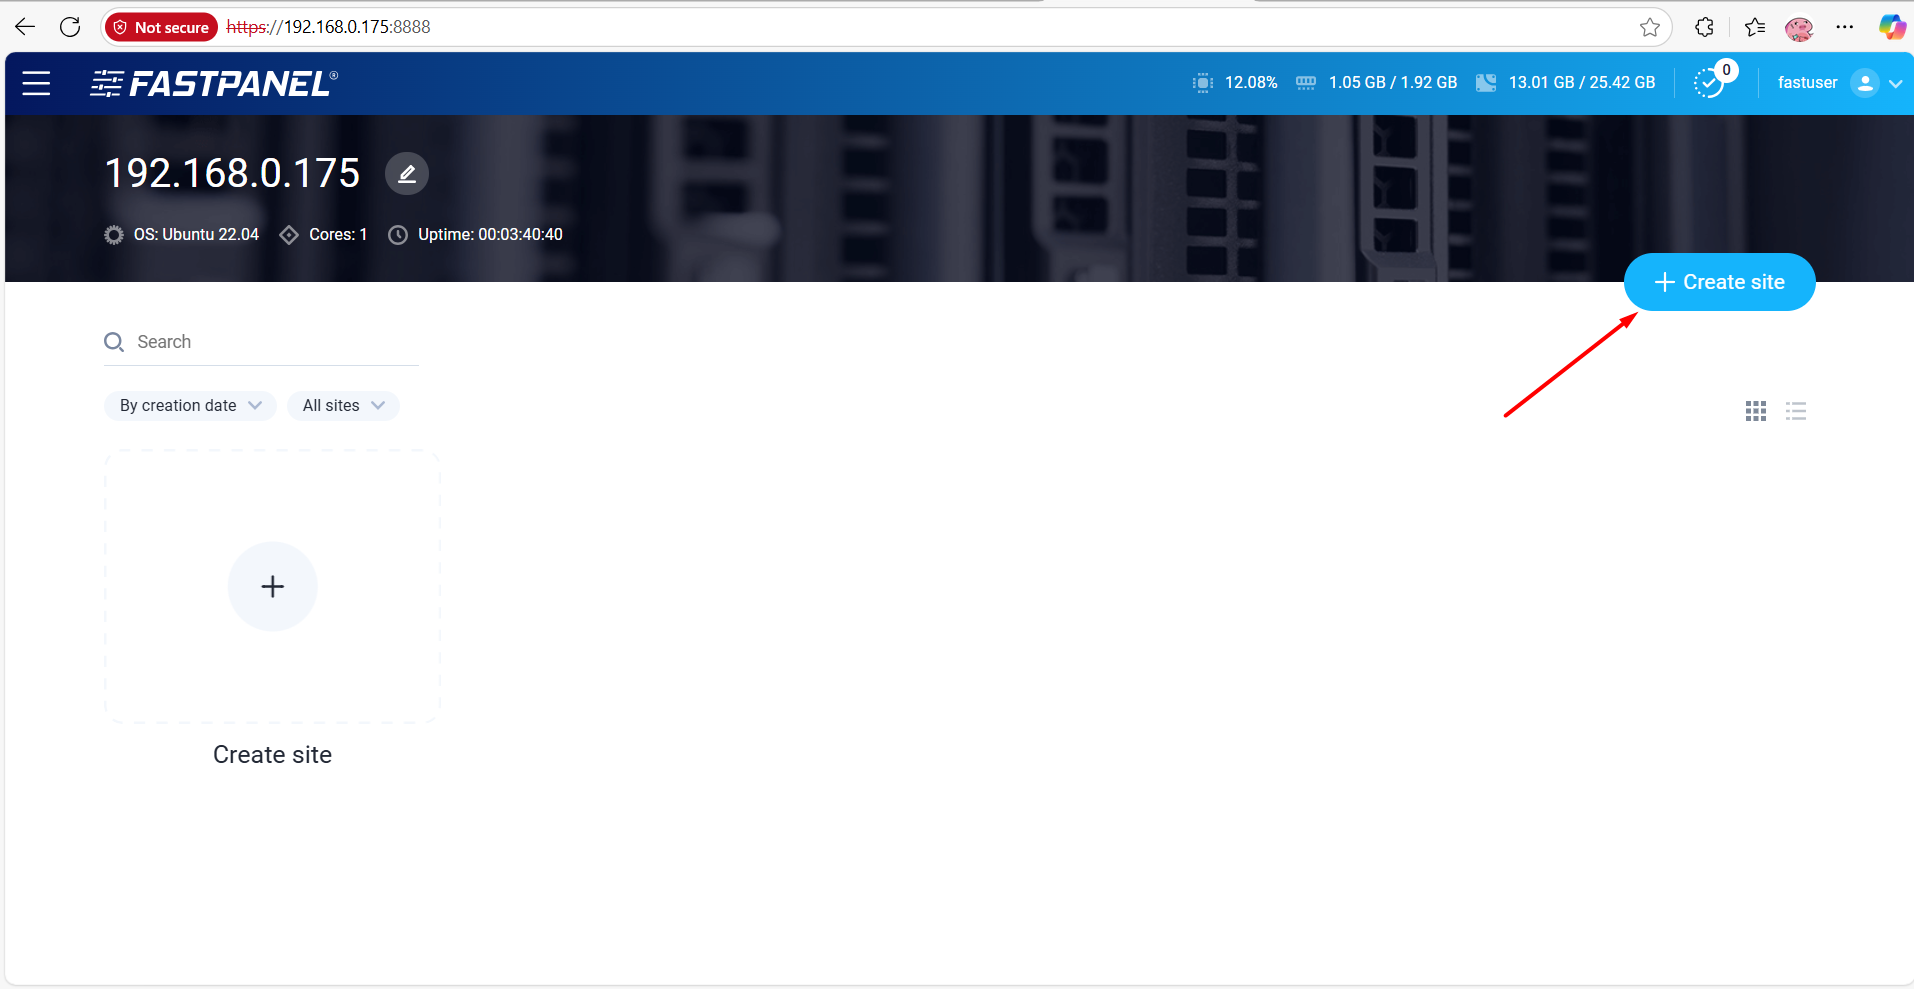 Not secure https://192.168.0.175:8888
FASTPANEL® 12.08% 1.05 GB / 1.92 GB 13.01 GB / 25.42 GB 0 fastuser
192.168.0.175
OS: Ubuntu 22.04 Cores: 1 Uptime: 00:03:40:40
+ Create site
Search
By creation date All sites
+
Create site